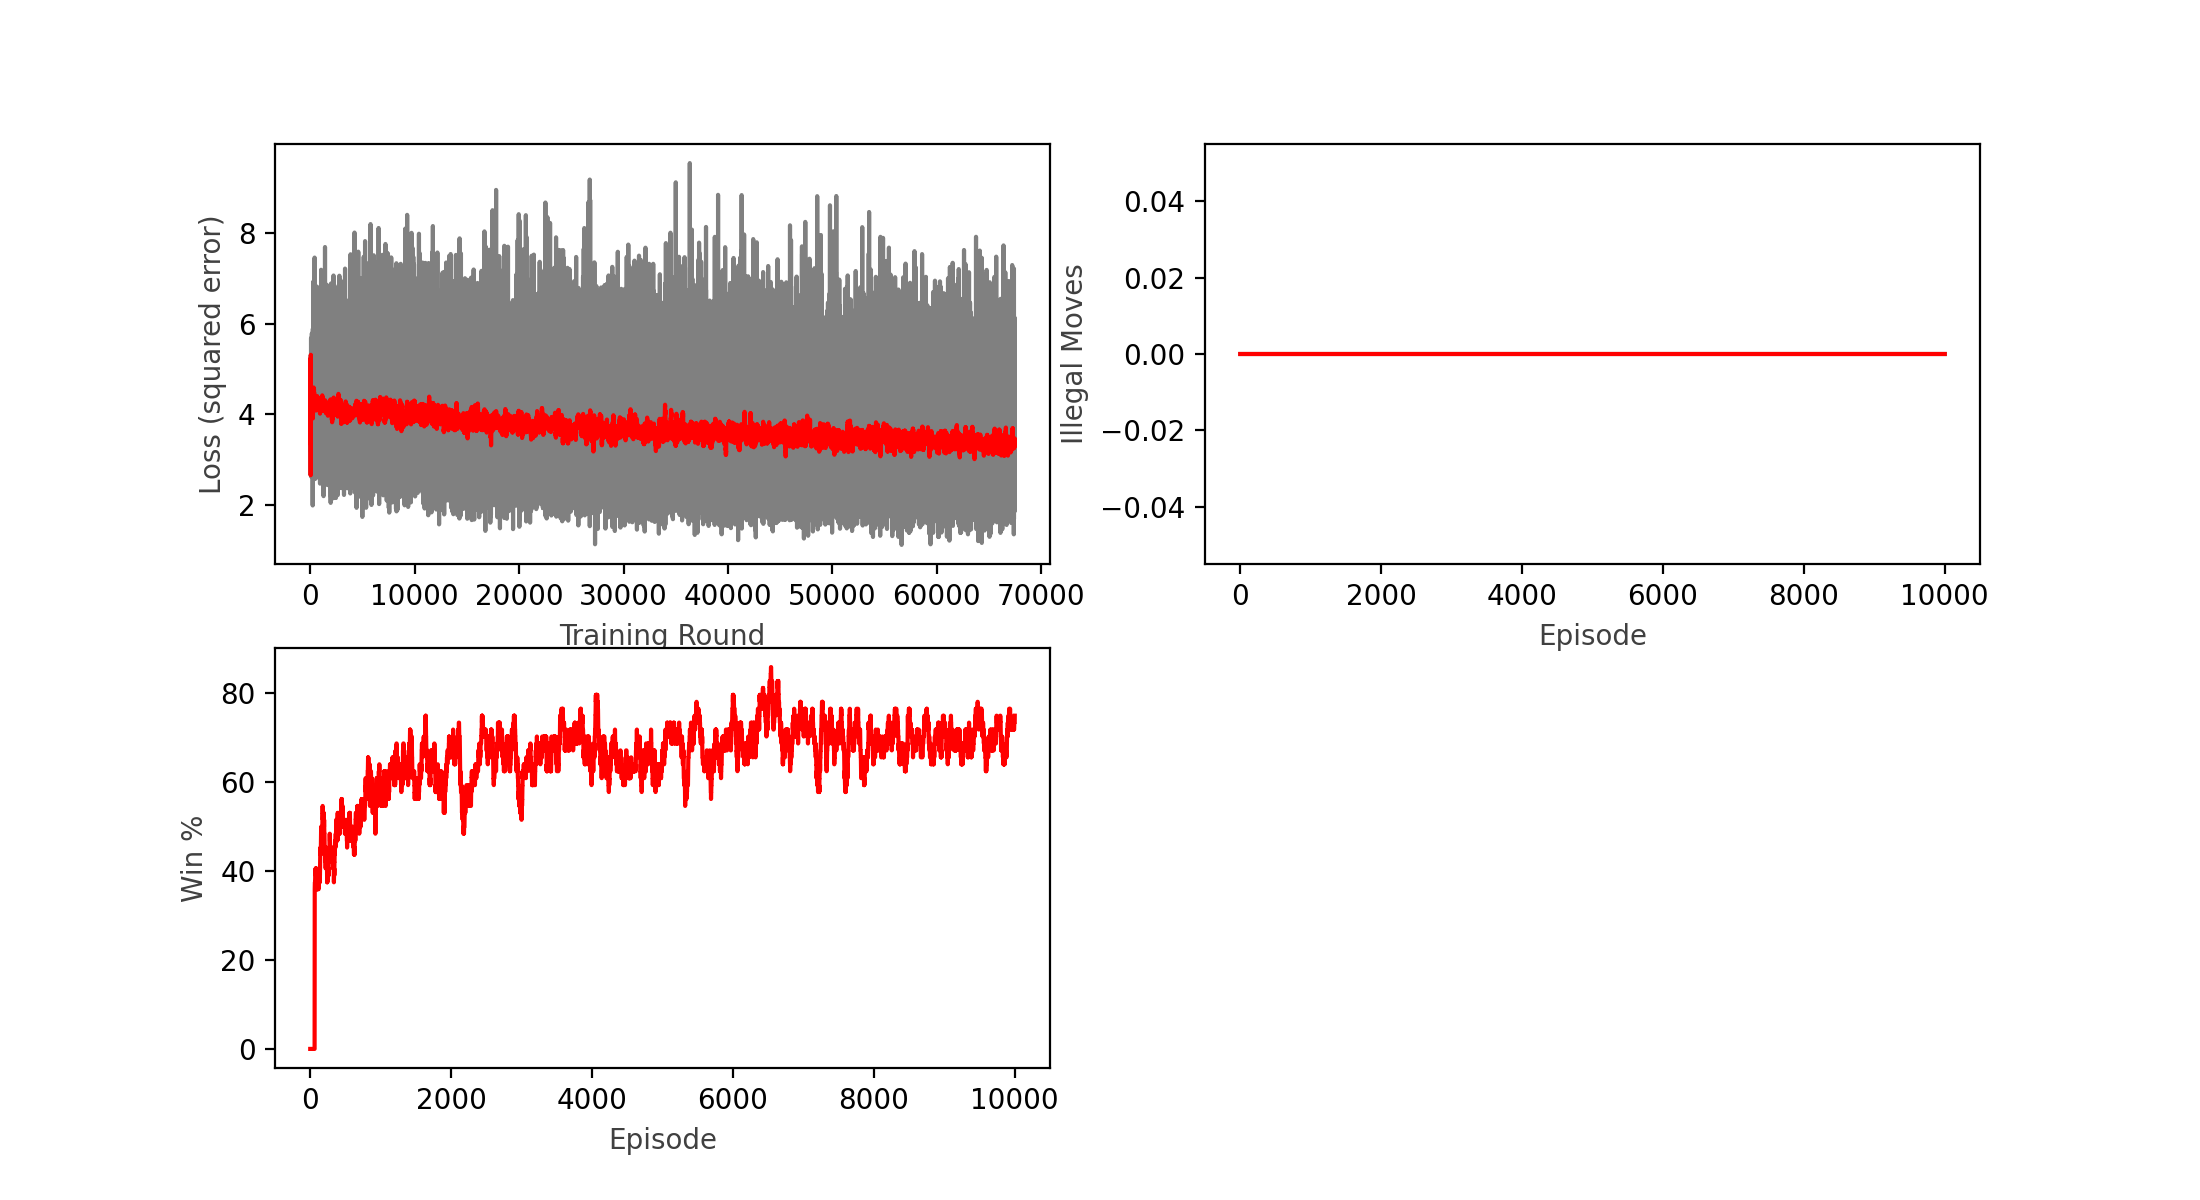 Loss (squared error)
8
6
4
2
0 10000 20000 30000 40000 50000 60000 70000
Training Round
Illegal Moves
0.04
0.02
0.00
−0.02
−0.04
0 2000 4000 6000 8000 10000
Episode
Win %
80
60
40
20
0
0 2000 4000 6000 8000 10000
Episode